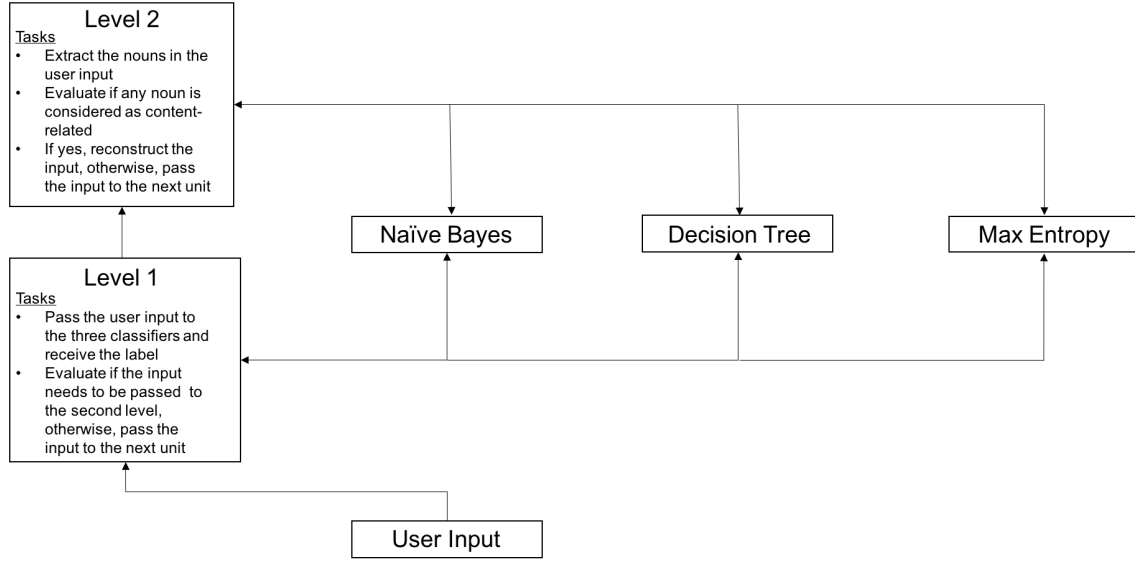 Level 2
Tasks
• Extract the nouns in the
user input
• Evaluate if any noun is
considered as content-
related
• If yes, reconstruct the
input, otherwise, pass
the input to the next unit
Naïve Bayes
Decision Tree
Max Entropy
Level 1
Tasks
• Pass the user input to
the three classifiers and
receive the label
• Evaluate if the input
needs to be passed to
the second level,
otherwise, pass the
input to the next unit
User Input